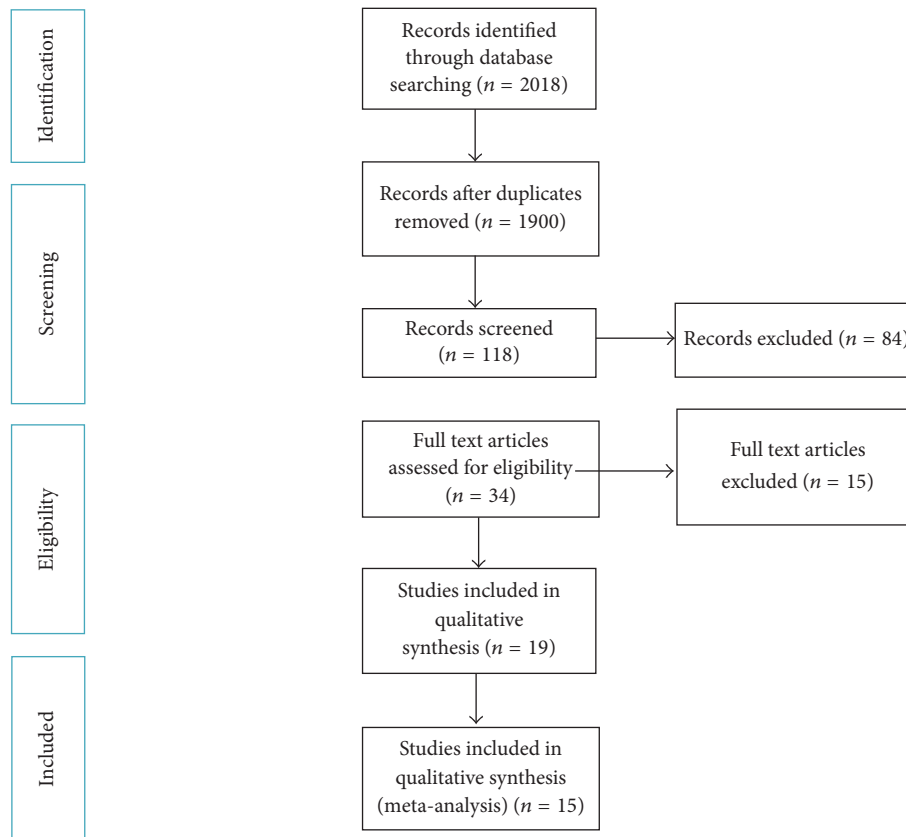 Identification
Records identified
through database
searching (n = 2018)
Screening
Records after duplicates
removed (n = 1900)
Records screened
(n = 118)
Records excluded (n = 84)
Eligibility
Full text articles
assessed for eligibility
(n = 34)
Full text articles
excluded (n = 15)
Studies included in
qualitative
synthesis (n = 19)
Included
Studies included in
qualitative synthesis
(meta-analysis) (n = 15)